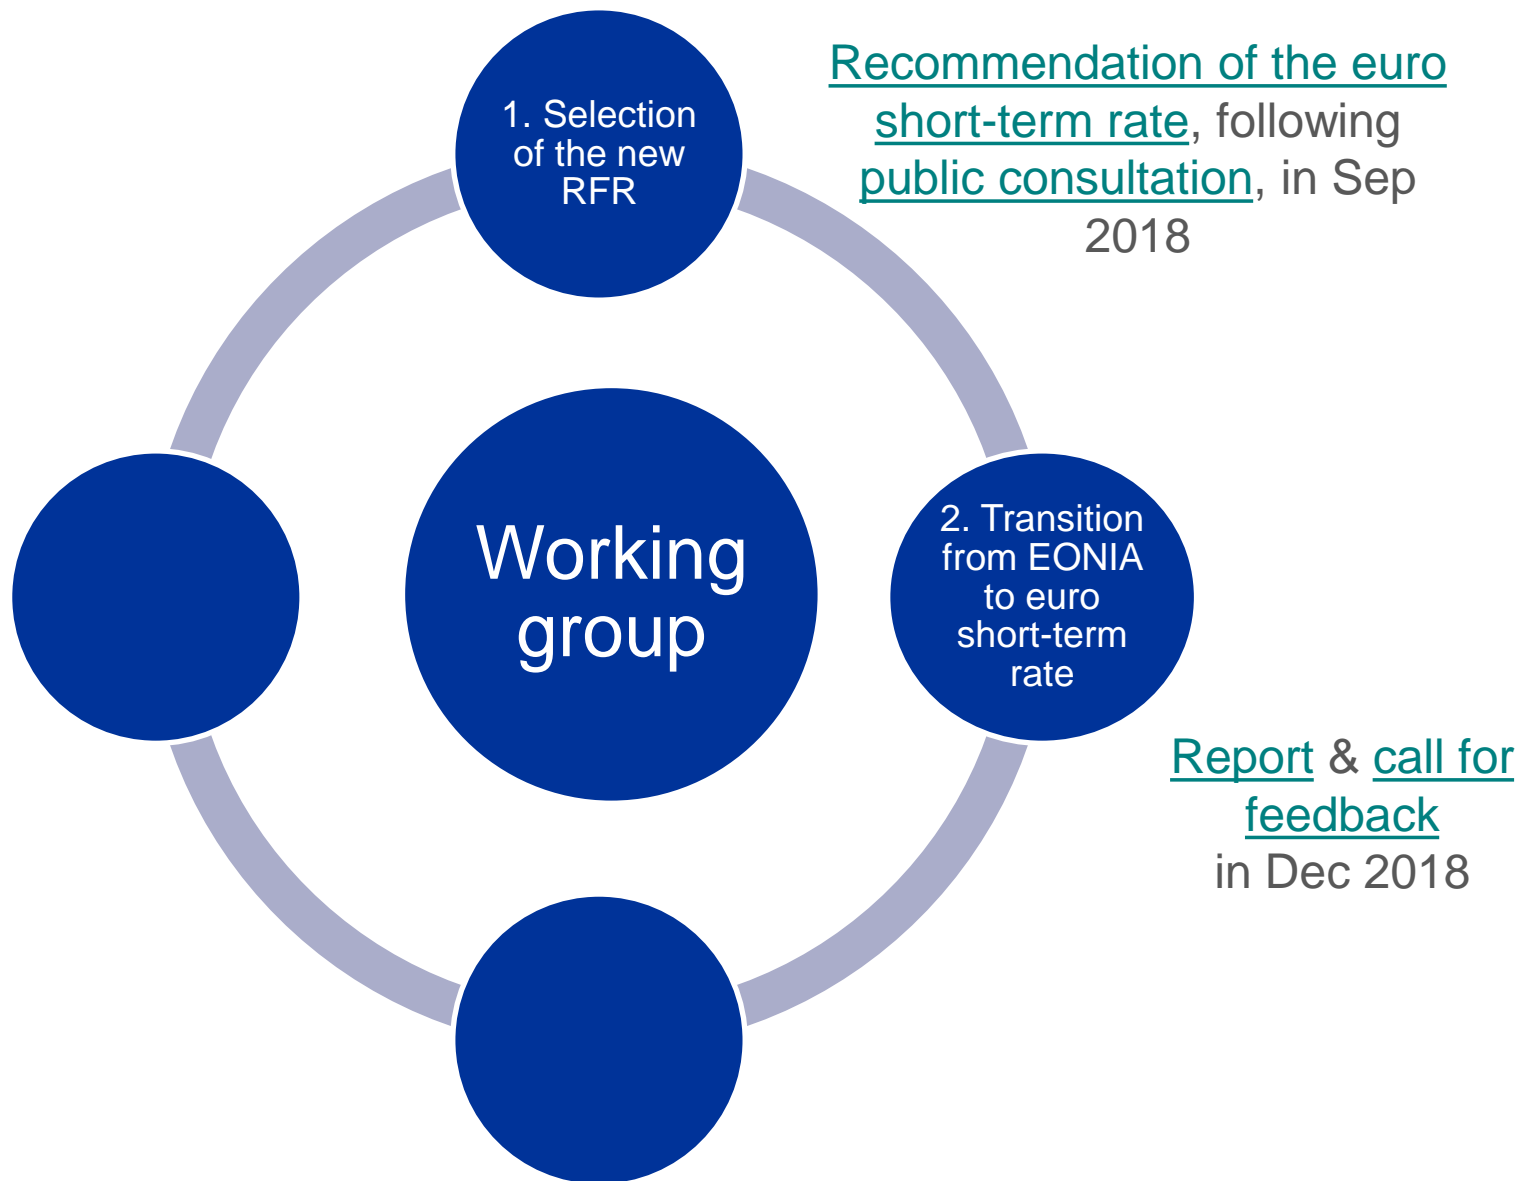 1. Selection
of the new
RFR
Recommendation of the euro
short-term rate, following
public consultation, in Sep
2018
Working
group
2. Transition
from EONIA
to euro
short-term
rate
Report & call for
feedback
in Dec 2018